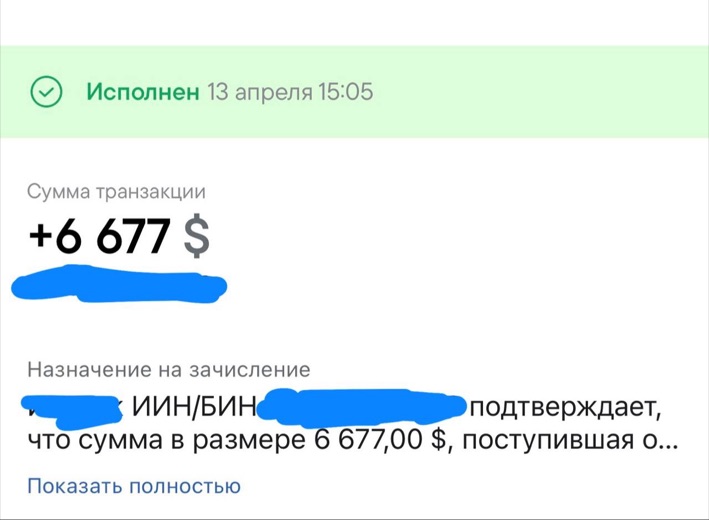 Исполнен 13 апреля 15:05
Сумма транзакции
+6 677 $
Назначение на зачисление
ИИН/БИН подтверждает,
что сумма в размере 6 677,00 $, поступившая о...
Показать полностью